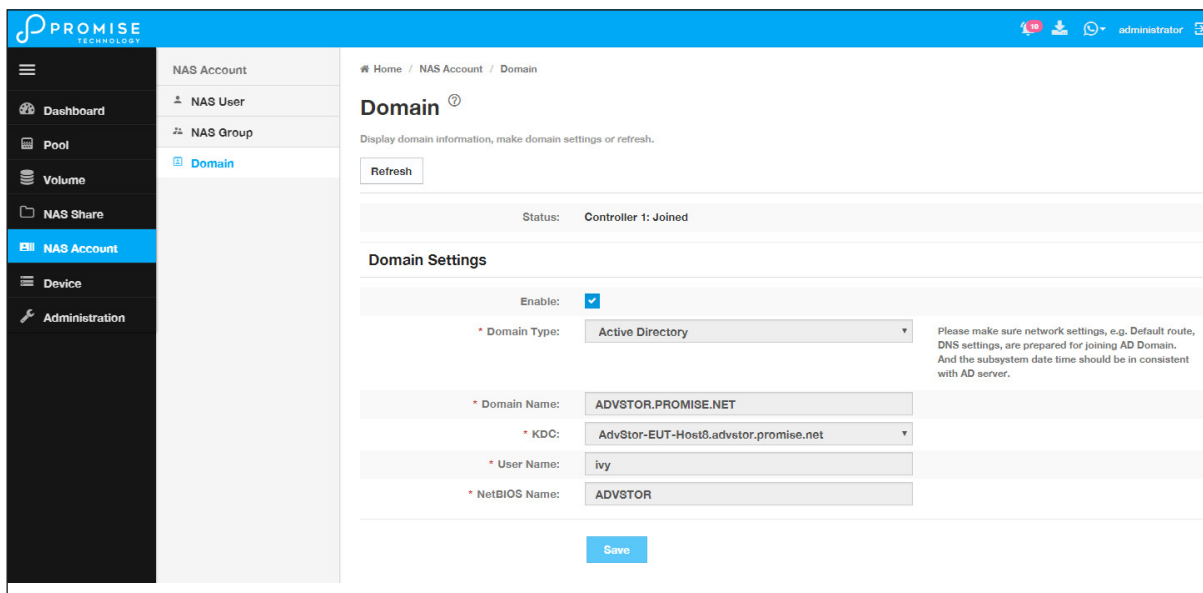 PROMISE
TECHNOLOGY
10
administrator
NAS Account
Home / NAS Account / Domain
Dashboard
Pool
Volume
NAS Share
NAS Account
Device
Administration
NAS User
NAS Group
Domain
Domain ?
Display domain information, make domain settings or refresh.
Refresh
Status: Controller 1: Joined
Domain Settings
Enable:
* Domain Type: Active Directory
Please make sure network settings, e.g. Default route,
DNS settings, are prepared for joining AD Domain.
And the subsystem date time should be in consistent
with AD server.
* Domain Name: ADVSTOR.PROMISE.NET
* KDC: AdvStor-EUT-Host8.advstor.promise.net
* User Name: ivy
* NetBIOS Name: ADVSTOR
Save